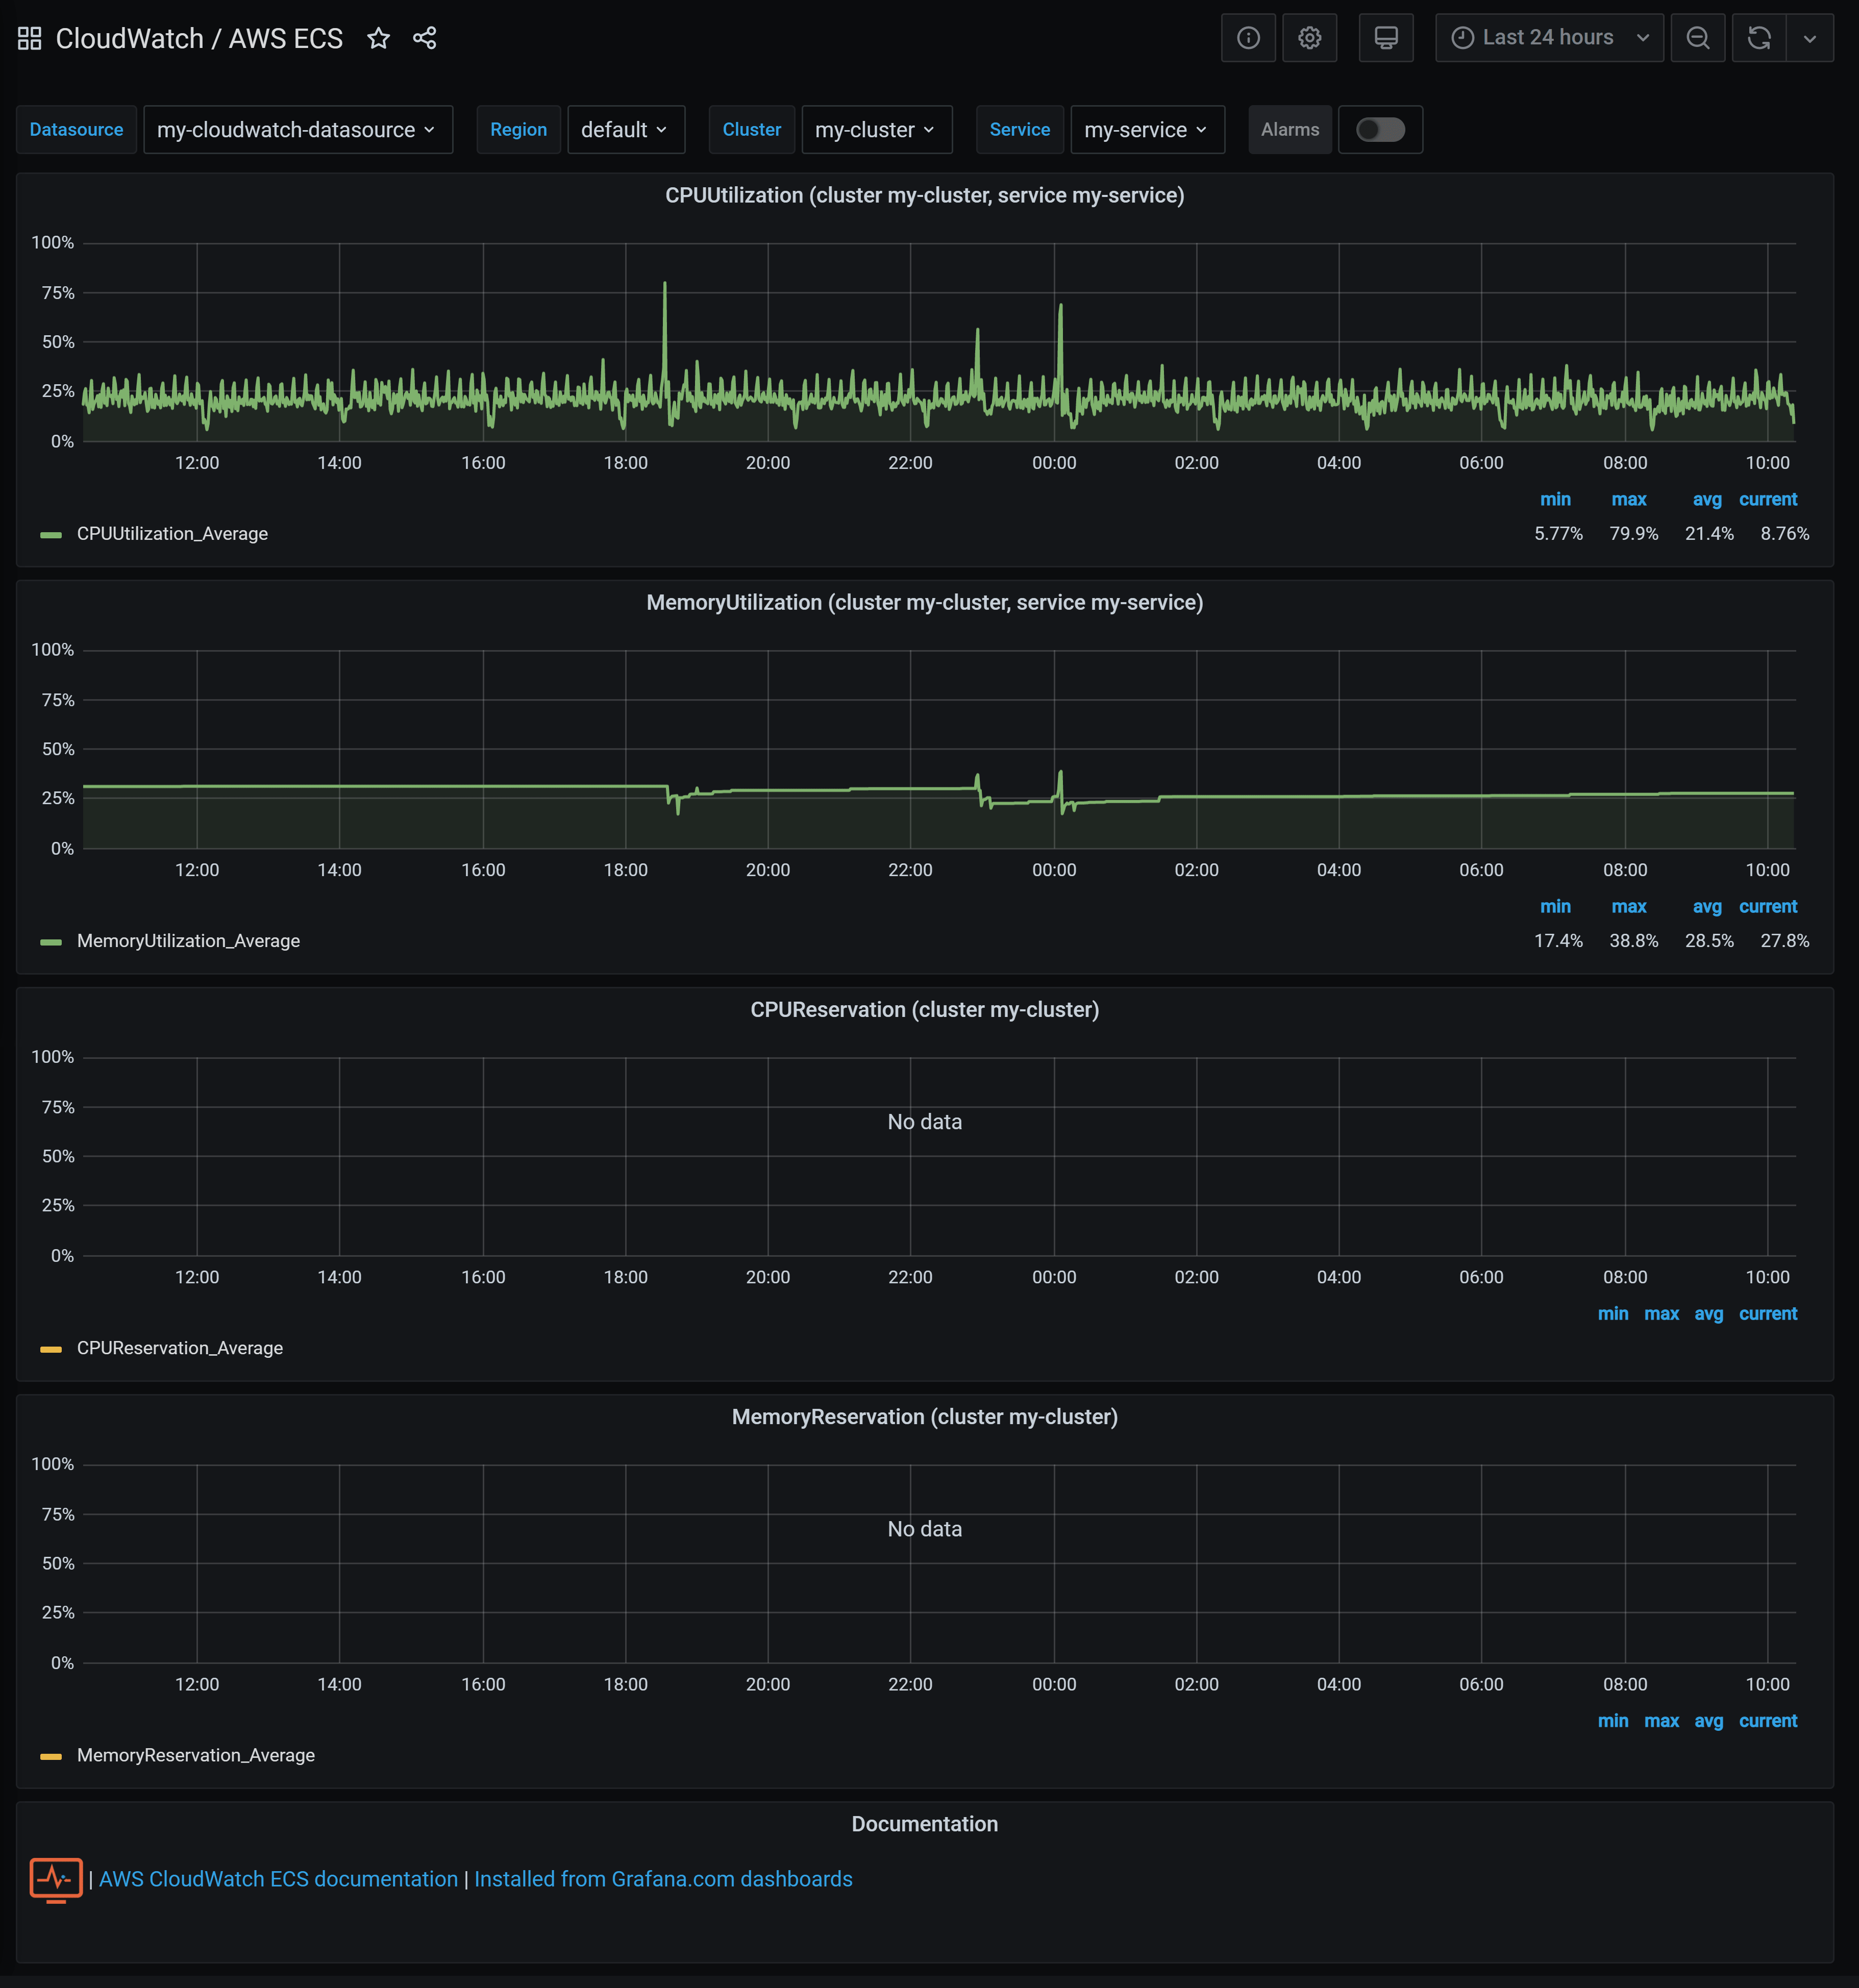 CloudWatch / AWS ECS
Last 24 hours
Datasource my-cloudwatch-datasource Region default Cluster my-cluster Service my-service Alarms
CPUUtilization (cluster my-cluster, service my-service)
100%
75%
50%
25%
0%
12:00 14:00 16:00 18:00 20:00 22:00 00:00 02:00 04:00 06:00 08:00 10:00
min max avg current
CPUUtilization_Average 5.77% 79.9% 21.4% 8.76%
MemoryUtilization (cluster my-cluster, service my-service)
100%
75%
50%
25%
0%
12:00 14:00 16:00 18:00 20:00 22:00 00:00 02:00 04:00 06:00 08:00 10:00
min max avg current
MemoryUtilization_Average 17.4% 38.8% 28.5% 27.8%
CPUReservation (cluster my-cluster)
100%
75%
No data
50%
25%
0%
12:00 14:00 16:00 18:00 20:00 22:00 00:00 02:00 04:00 06:00 08:00 10:00
min max avg current
CPUReservation_Average
MemoryReservation (cluster my-cluster)
100%
75%
No data
50%
25%
0%
12:00 14:00 16:00 18:00 20:00 22:00 00:00 02:00 04:00 06:00 08:00 10:00
min max avg current
MemoryReservation_Average
Documentation
| AWS CloudWatch ECS documentation | Installed from Grafana.com dashboards